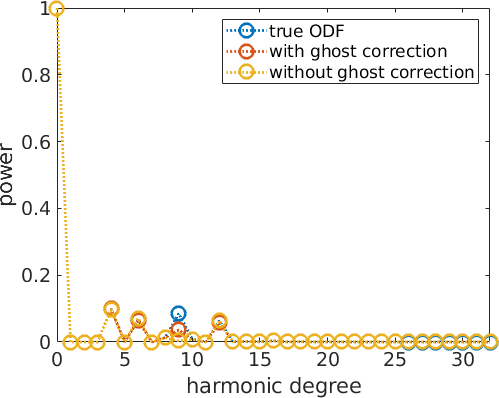 true ODF
with ghost correction
without ghost correction
1
0.8
0.6
0.4
0.2
0
power
0 5 10 15 20 25 30
harmonic degree